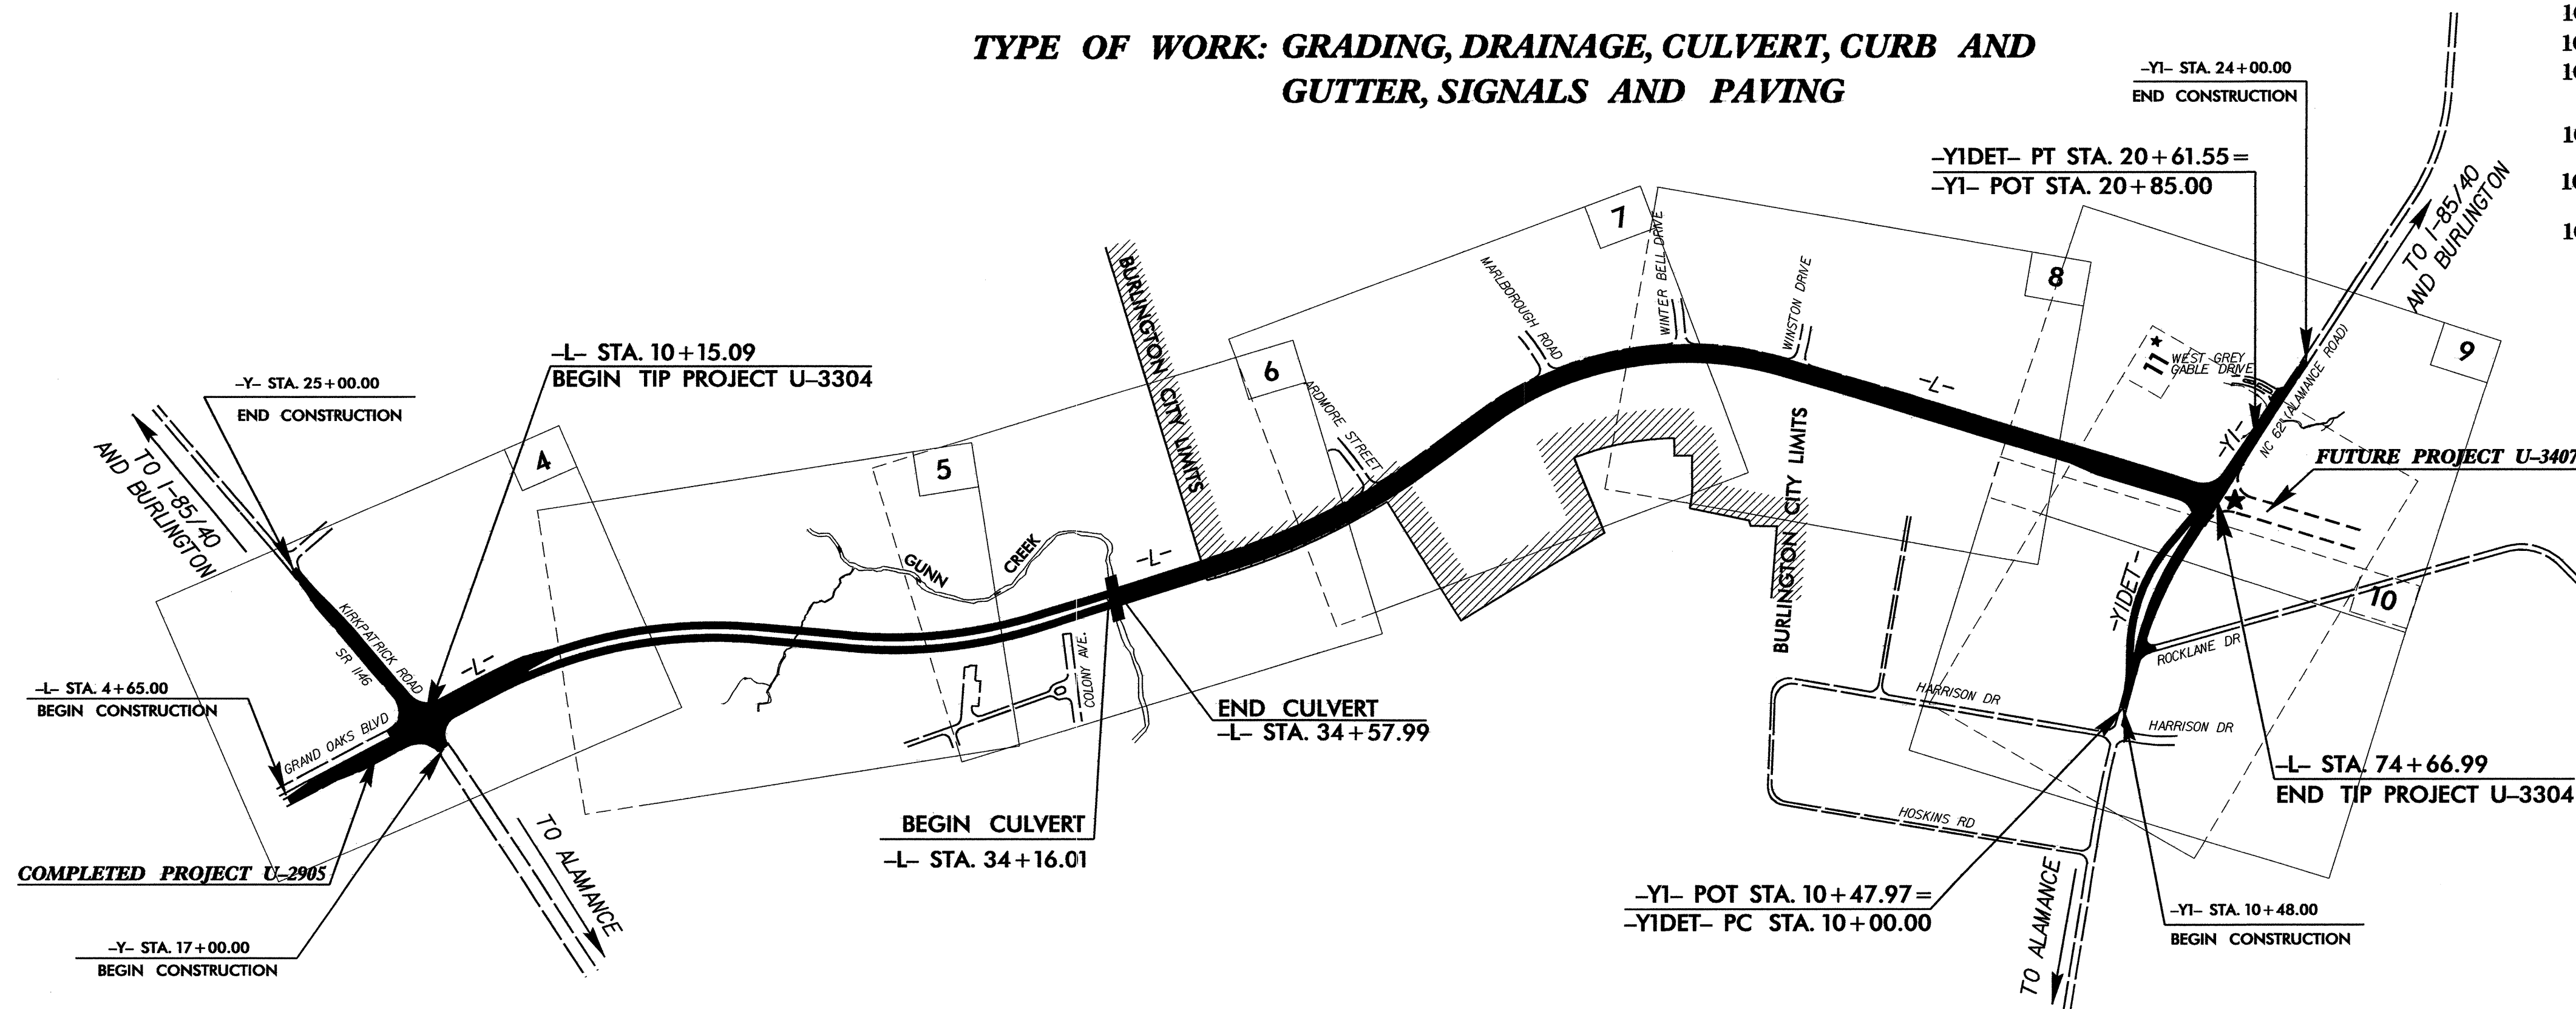 TYPE OF WORK: GRADING, DRAINAGE, CULVERT, CURB AND
GUTTER, SIGNALS AND PAVING
-Y1- STA. 24+00.00
END CONSTRUCTION
-Y1DET- PT STA. 20+61.55=
-Y1- POT STA. 20+85.00
TO I-85/40
AND BURLINGTON
7
8
9
WINTER BELL DRIVE
MARLBOROUGH ROAD
WINSTON DRIVE
BURLINGTON CITY LIMITS
-L- STA. 10+15.09
BEGIN TIP PROJECT U-3304
-Y- STA. 25+00.00
END CONSTRUCTION
6
ARDMORE STREET
-L-
11*
WEST GREY
GABLE DRIVE
NC 62 (ALAMANCE ROAD)
-Y1-
FUTURE PROJECT U-3407
TO I-85/40
AND BURLINGTON
4
5
BURLINGTON CITY LIMITS
GUNN
CREEK
-L-
-Y1DET-
10
KIRKPATRICK ROAD
SR 1146
-L-
COLONY AVE.
ROCKLANE DR
-L- STA. 4+65.00
BEGIN CONSTRUCTION
GRAND OAKS BLVD
END CULVERT
-L- STA. 34+57.99
HARRISON DR
HARRISON DR
-L- STA. 74+66.99
END TIP PROJECT U-3304
HOSKINS RD
BEGIN CULVERT
-L- STA. 34+16.01
COMPLETED PROJECT U-2905
TO ALAMANCE
-Y1- POT STA. 10+47.97=
-Y1DET- PC STA. 10+00.00
TO ALAMANCE
-Y1- STA. 10+48.00
BEGIN CONSTRUCTION
-Y- STA. 17+00.00
BEGIN CONSTRUCTION